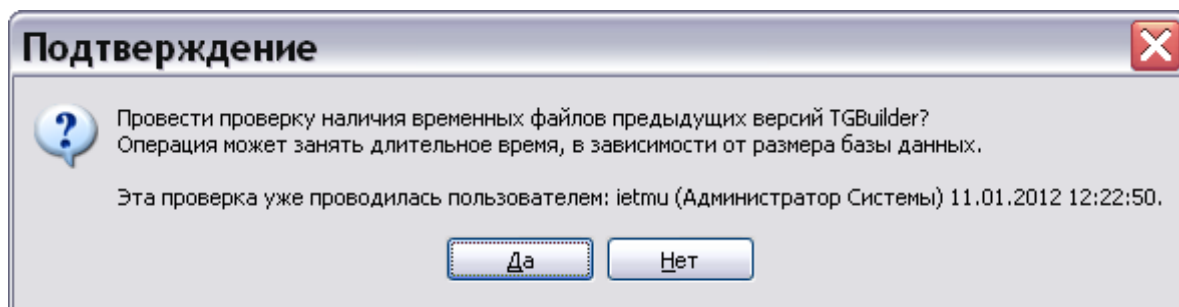 Подтверждение
Провести проверку наличия временных файлов предыдущих версий TGBuilder?
Операция может занять длительное время, в зависимости от размера базы данных.
Эта проверка уже проводилась пользователем: ietmu (Администратор Системы) 11.01.2012 12:22:50.
Да Нет